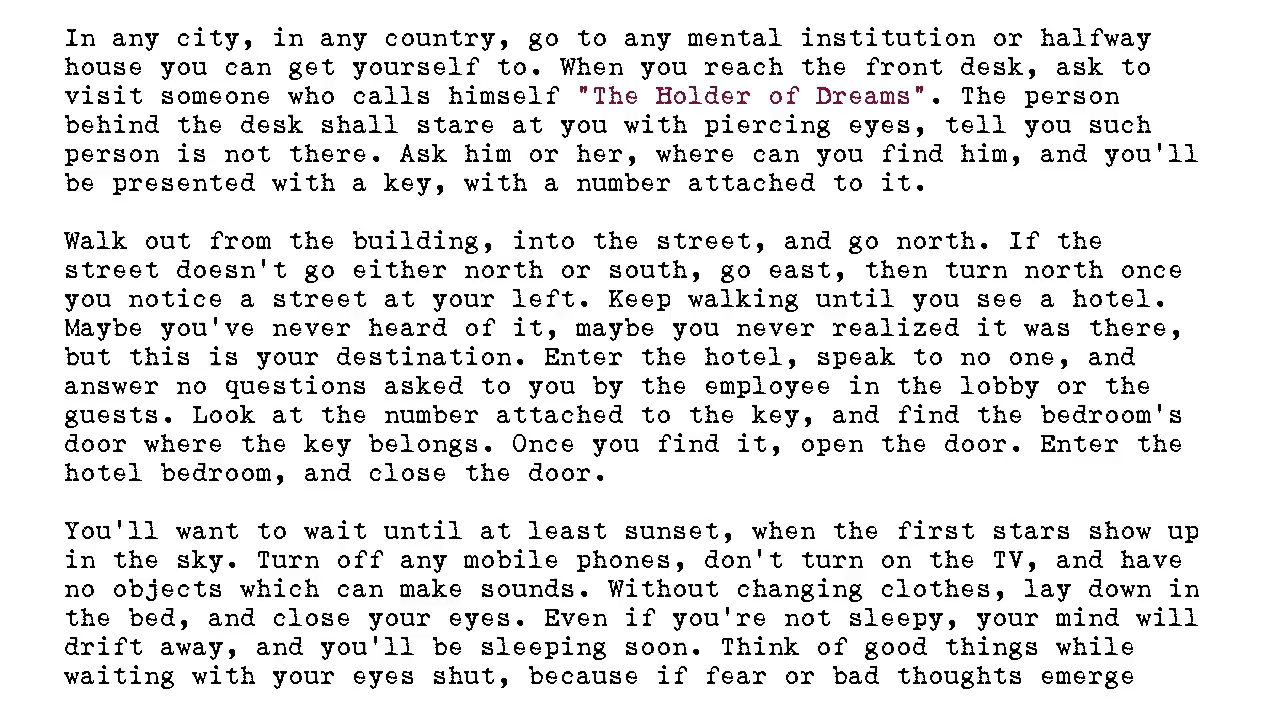 In any city, in any country, go to any mental institution or halfway
house you can get yourself to. When you reach the front desk, ask to
visit someone who calls himself "The Holder of Dreams". The person
behind the desk shall stare at you with piercing eyes, tell you such
person is not there. Ask him or her, where can you find him, and you'll
be presented with a key, with a number attached to it.
Walk out from the building, into the street, and go north. If the
street doesn't go either north or south, go east, then turn north once
you notice a street at your left. Keep walking until you see a hotel.
Maybe you've never heard of it, maybe you never realized it was there,
but this is your destination. Enter the hotel, speak to no one, and
answer no questions asked to you by the employee in the lobby or the
guests. Look at the number attached to the key, and find the bedroom's
door where the key belongs. Once you find it, open the door. Enter the
hotel bedroom, and close the door.
You'll want to wait until at least sunset, when the first stars show up
in the sky. Turn off any mobile phones, don't turn on the TV, and have
no objects which can make sounds. Without changing clothes, lay down in
the bed, and close your eyes. Even if you're not sleepy, your mind will
drift away, and you'll be sleeping soon. Think of good things while
waiting with your eyes shut, because if fear or bad thoughts emerge